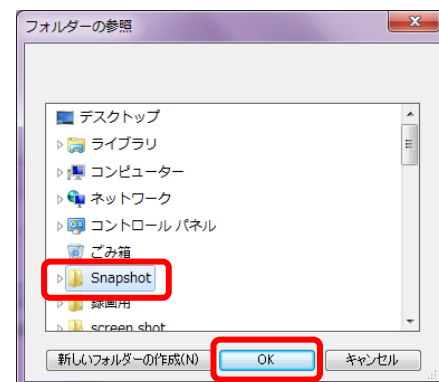 フォルダーの参照
デスクトップ
ライブラリ
コンピューター
ネットワーク
コントロール パネル
ごみ箱
Snapshot
録画用
screen shot
新しいフォルダーの作成(N)
OK
キャンセル